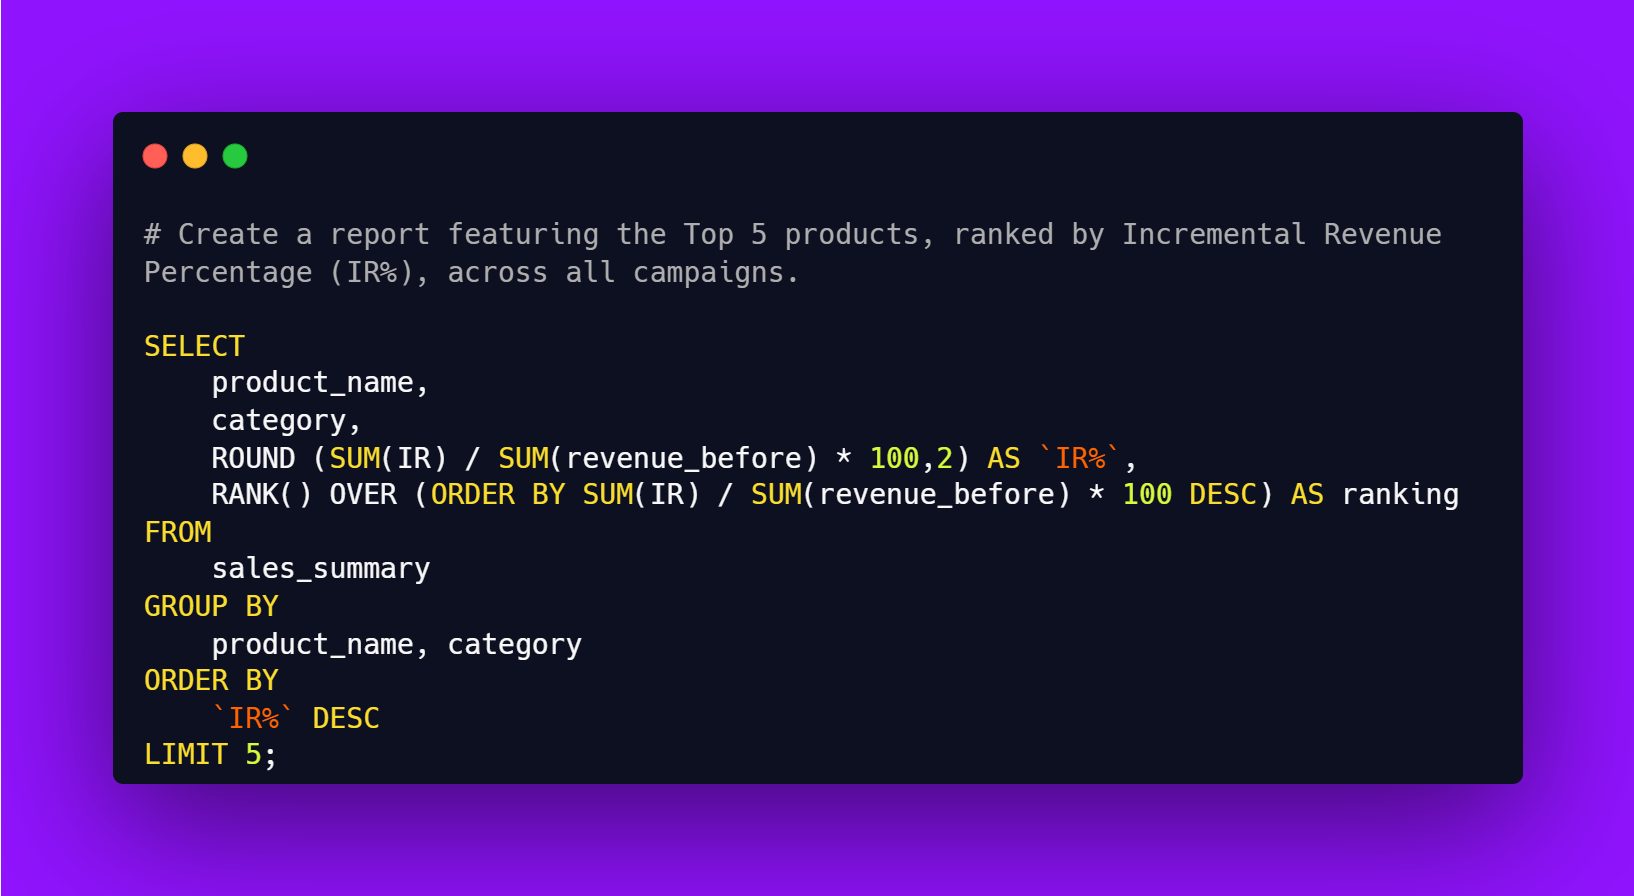 # Create a report featuring the Top 5 products, ranked by Incremental Revenue
Percentage (IR%), across all campaigns.
SELECT
    product_name,
    category,
    ROUND (SUM(IR) / SUM(revenue_before) * 100,2) AS `IR%`,
    RANK() OVER (ORDER BY SUM(IR) / SUM(revenue_before) * 100 DESC) AS ranking
FROM
    sales_summary
GROUP BY
    product_name, category
ORDER BY
    `IR%` DESC
LIMIT 5;